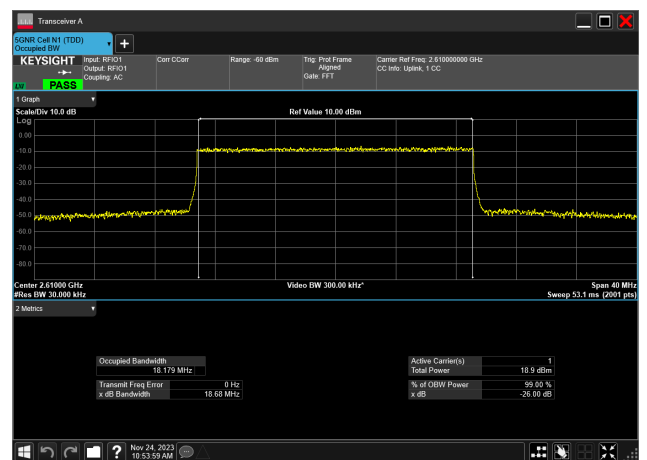 Transceiver A
5GNR Cell N1 (TDD)
Occupied BW
KEYSIGHT
LV
PASS
Input: RFIO1
Output: RFIO1
Coupling: AC
Corr CCorr
Range: -60 dBm
Trig: Prot Frame
Aligned
Gate: FFT
Carrier Ref Freq: 2.610000000 GHz
CC Info: Uplink, 1 CC
1 Graph
Scale/Div 10.0 dB
Ref Value 10.00 dBm
Log
0.00
-10.0
-20.0
-30.0
-40.0
-50.0
-60.0
-70.0
-80.0
Center 2.61000 GHz
Video BW 300.00 kHz^
Span 40 MHz
#Res BW 30.000 kHz
Sweep 53.1 ms (2001 pts)
2 Metrics
Occupied Bandwidth
18.179 MHz
Transmit Freq Error 0 Hz
x dB Bandwidth 18.68 MHz
Active Carrier(s) 1
Total Power 18.9 dBm
% of OBW Power 99.00 %
x dB -26.00 dB
?
Nov 24, 2023
10:53:59 AM